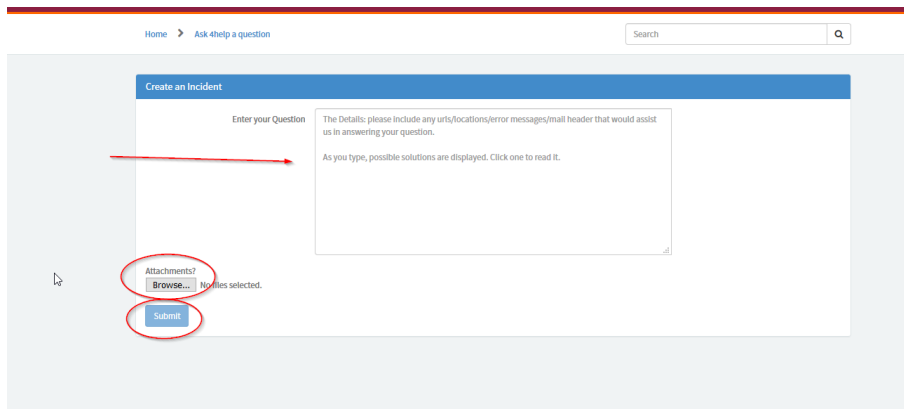 Home > Ask 4help a question
Search
Create an Incident
Enter your Question
The Details: please include any urls/locations/error messages/mail header that would assist
us in answering your question.
As you type, possible solutions are displayed. Click one to read it.
Attachments?
Browse... No files selected.
Submit